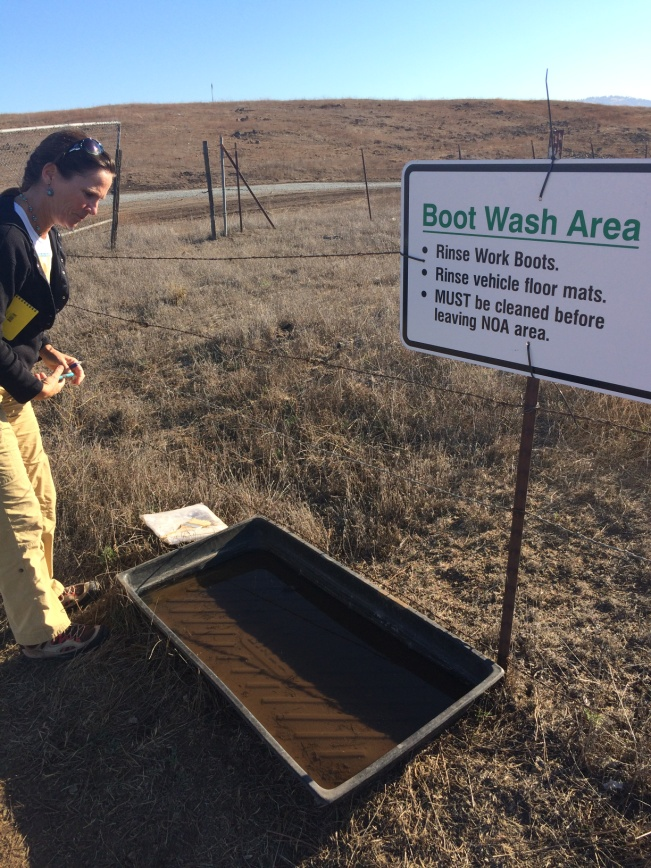 Boot Wash Area
• Rinse Work Boots.
• Rinse vehicle floor mats.
• MUST be cleaned before
leaving NOA area.